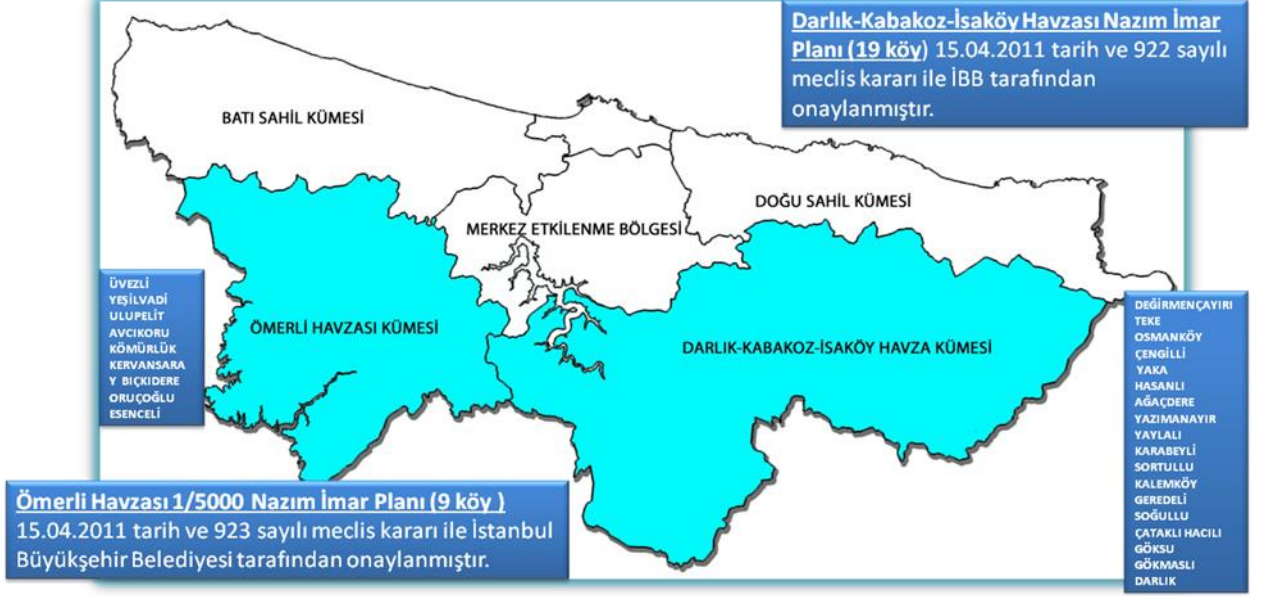 Darlık-Kabakoz-İsaköy Havzası Nazım İmar
Planı (19 köy) 15.04.2011 tarih ve 922 sayılı
meclis kararı ile İBB tarafından
onaylanmıştır.
BATI SAHİL KÜMESİ
DOĞU SAHİL KÜMESİ
MERKEZ ETKİLENME BÖLGESİ
ÖMERLİ HAVZASI KÜMESİ
DARLIK-KABAKOZ-İSAKÖY HAVZA KÜMESİ
ÜVEZLİ
YEŞİLVADİ
ULUPELİT
AVCIKORU
KÖMÜRLÜK
KERVANSARA
Y BIÇKIDERE
ORUÇOĞLU
ESENCELİ
DEĞİRMENÇAYIRI
TEKE
OSMANKÖY
ÇENGİLLİ
YAKA
HASANLI
AĞAÇDERE
YAZIMANAYIR
YAYLALI
KARABEYLİ
SORTULLU
KALEMKÖY
GEREDELİ
SOĞULLU
ÇATAKLI HACILI
GÖKSU
GÖKMASLI
DARLIK
Ömerli Havzası 1/5000 Nazım İmar Planı (9 köy )
15.04.2011 tarih ve 923 sayılı meclis kararı ile İstanbul
Büyükşehir Belediyesi tarafından onaylanmıştır.